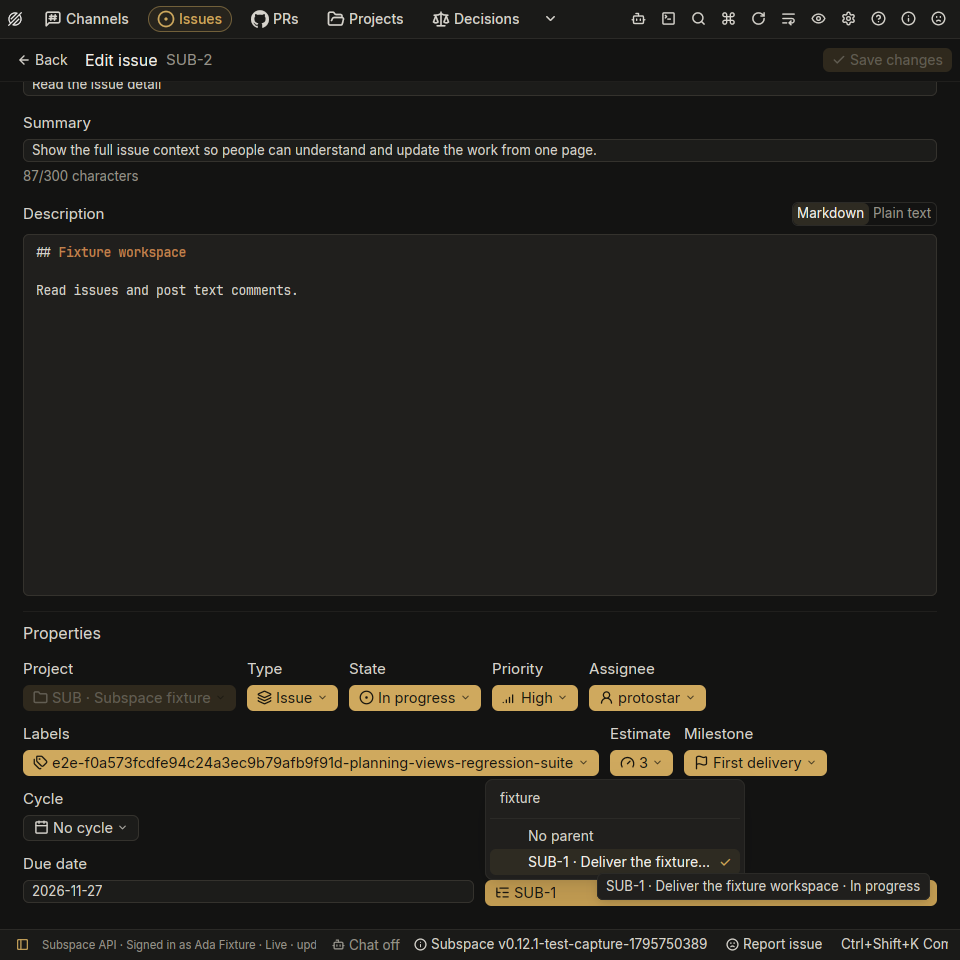 Channels Issues PRs Projects Decisions
Back Edit issue SUB-2 Save changes
Read the issue detail
Summary
Show the full issue context so people can understand and update the work from one page.
87/300 characters
Description Markdown Plain text
## Fixture workspace
Read issues and post text comments.
Properties
Project Type State Priority Assignee
SUB · Subspace fixture Issue In progress High protostar
Labels Estimate Milestone
e2e-f0a573fcdfe94c24a3ec9b79afb9f91d-planning-views-regression-suite 3 First delivery
Cycle
fixture
No cycle
No parent
SUB-1 · Deliver the fixture...
Due date
2026-11-27
SUB-1
SUB-1 · Deliver the fixture workspace · In progress
Subspace API · Signed in as Ada Fixture · Live · upd Chat off Subspace v0.12.1-test-capture-1795750389 Report issue Ctrl+Shift+K Com